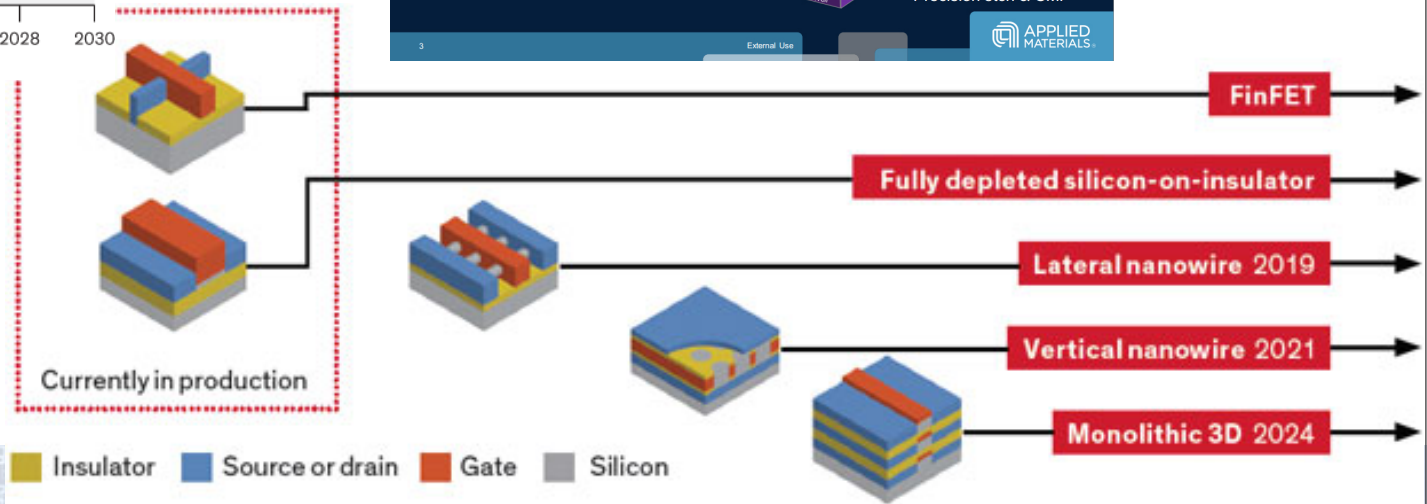 2028 2030
3
External Use
APPLIED
MATERIALS®
FinFET
Fully depleted silicon-on-insulator
Lateral nanowire 2019
Vertical nanowire 2021
Monolithic 3D 2024
Currently in production
Insulator
Source or drain
Gate
Silicon